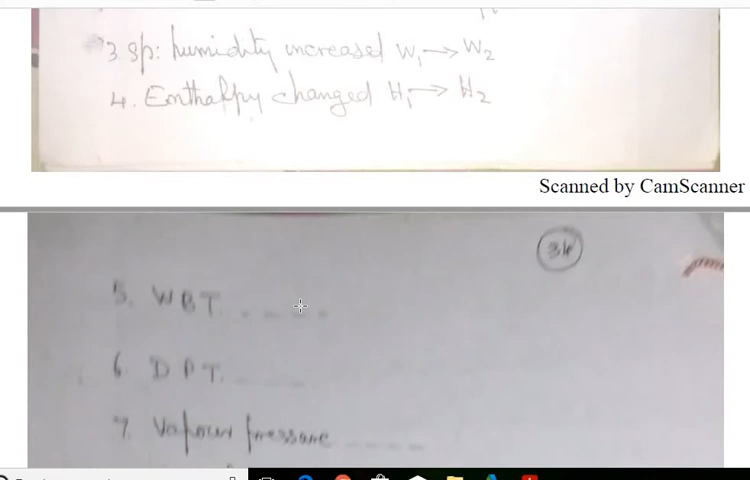 3 sp: humidity increased W₁→W₂
4. Enthalpy changed H₁→H₂
Scanned by CamScanner
34
5. WBT. - - - -
6. DPT. - - - -
7. Vapour pressure - - - -